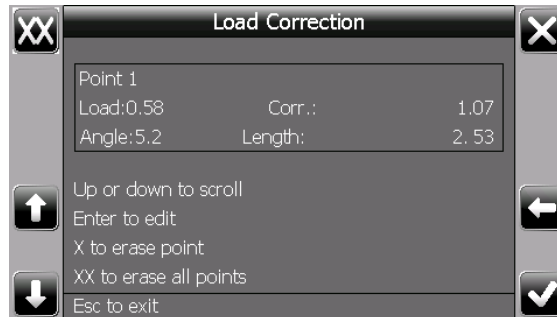 XX
Load Correction
Point 1
Load:0.58 Corr.: 1.07
Angle:5.2 Length: 2. 53
Up or down to scroll
Enter to edit
X to erase point
XX to erase all points
Esc to exit